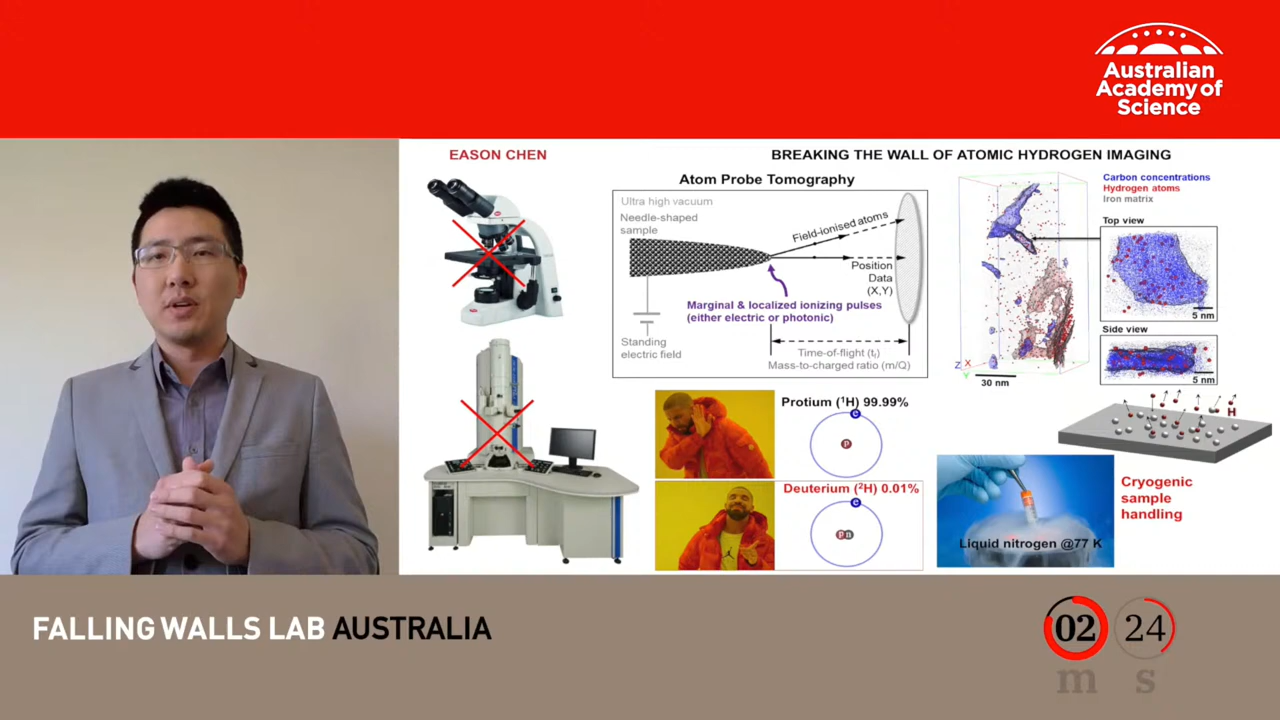 Australian
Academy of
Science
EASON CHEN
BREAKING THE WALL OF ATOMIC HYDROGEN IMAGING
Atom Probe Tomography
Ultra high vacuum
Needle-shaped
sample
Field-ionised atoms
Position
Data
(X,Y)
Marginal & localized ionizing pulses
(either electric or photonic)
Standing
electric field
Time-of-flight (tf)
Mass-to-charged ratio (m/Q)
Carbon concentrations
Hydrogen atoms
Iron matrix
Top view
5 nm
Side view
5 nm
Z
X
Y
30 nm
H
Protium (¹H) 99.99%
e
p
Deuterium (²H) 0.01%
e
p n
Cryogenic
sample
handling
Liquid nitrogen @77 K
FALLING WALLS LAB AUSTRALIA
02
24
m
s